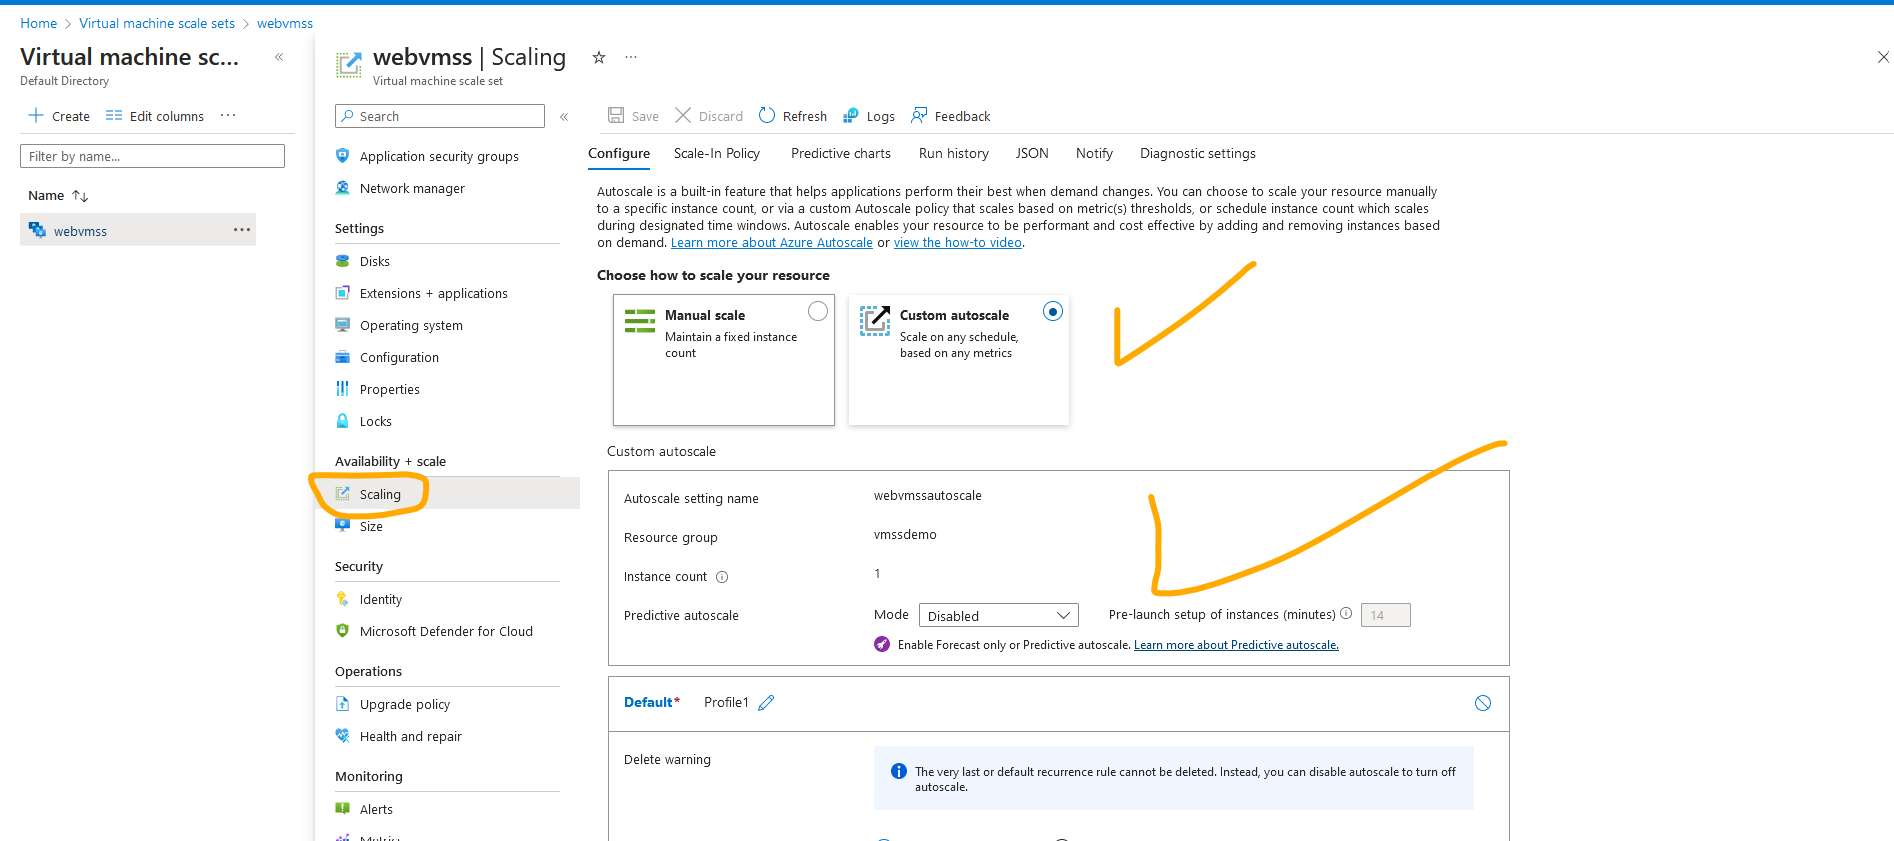 Home > Virtual machine scale sets > webvmss
Virtual machine sc... «
Default Directory
+ Create Edit columns ...
Filter by name...
Name ↑↓
webvmss ...
webvmss | Scaling ☆ ...
Virtual machine scale set
Search «
Application security groups
Network manager
Settings
Disks
Extensions + applications
Operating system
Configuration
Properties
Locks
Availability + scale
Scaling
Size
Security
Identity
Microsoft Defender for Cloud
Operations
Upgrade policy
Health and repair
Monitoring
Alerts
Save Discard Refresh Logs Feedback
Configure Scale-In Policy Predictive charts Run history JSON Notify Diagnostic settings
Autoscale is a built-in feature that helps applications perform their best when demand changes. You can choose to scale your resource manually
to a specific instance count, or via a custom Autoscale policy that scales based on metric(s) thresholds, or schedule instance count which scales
during designated time windows. Autoscale enables your resource to be performant and cost effective by adding and removing instances based
on demand. Learn more about Azure Autoscale or view the how-to video.
Choose how to scale your resource
Manual scale
Maintain a fixed instance
count
Custom autoscale
Scale on any schedule,
based on any metrics
Custom autoscale
Autoscale setting name webvmssautoscale
Resource group vmssdemo
Instance count 1
Predictive autoscale Mode Disabled Pre-launch setup of instances (minutes) 14
Enable Forecast only or Predictive autoscale. Learn more about Predictive autoscale.
Default* Profile1
Delete warning
The very last or default recurrence rule cannot be deleted. Instead, you can disable autoscale to turn off
autoscale.